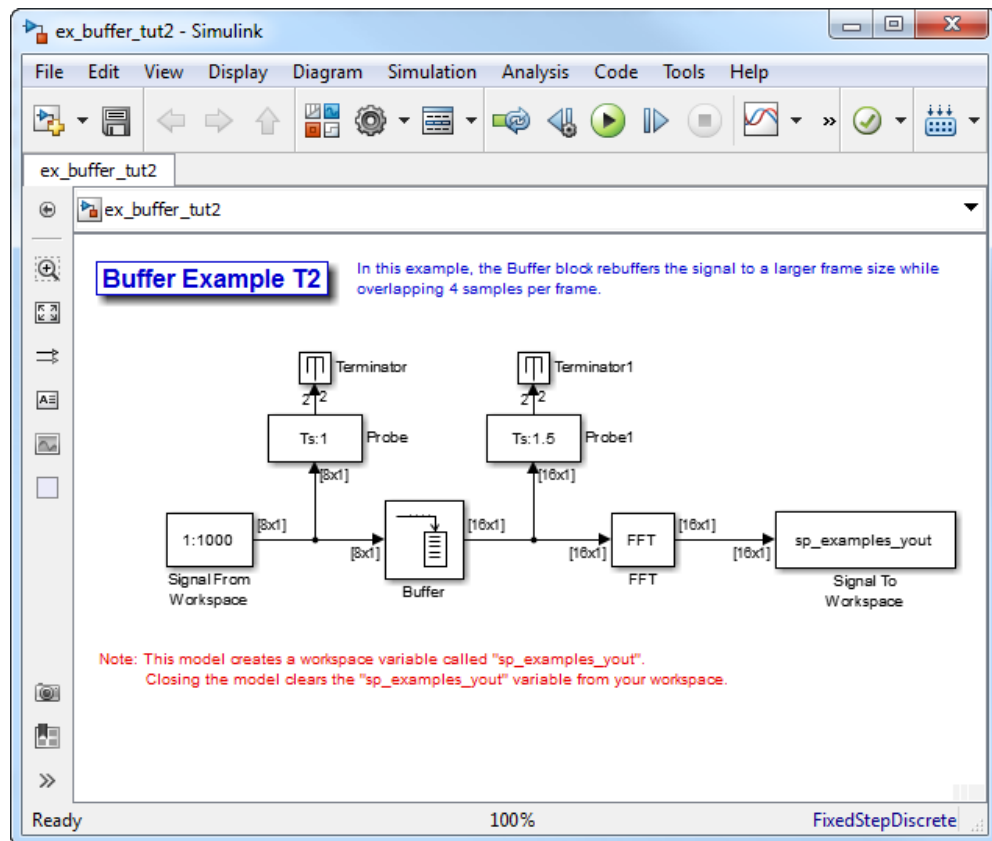 ex_buffer_tut2 - Simulink
File Edit View Display Diagram Simulation Analysis Code Tools Help
ex_buffer_tut2
ex_buffer_tut2
Buffer Example T2
In this example, the Buffer block rebuffers the signal to a larger frame size while
overlapping 4 samples per frame.
Terminator
Terminator1
2 2
2 2
Ts:1
Probe
Ts:1.5
Probe1
[8x1]
[16x1]
1:1000
[8x1]
[8x1]
[16x1]
[16x1]
FFT
[16x1]
[16x1]
sp_examples_yout
Signal From
Workspace
Buffer
FFT
Signal To
Workspace
Note: This model creates a workspace variable called "sp_examples_yout".
Closing the model clears the "sp_examples_yout" variable from your workspace.
Ready 100% FixedStepDiscrete